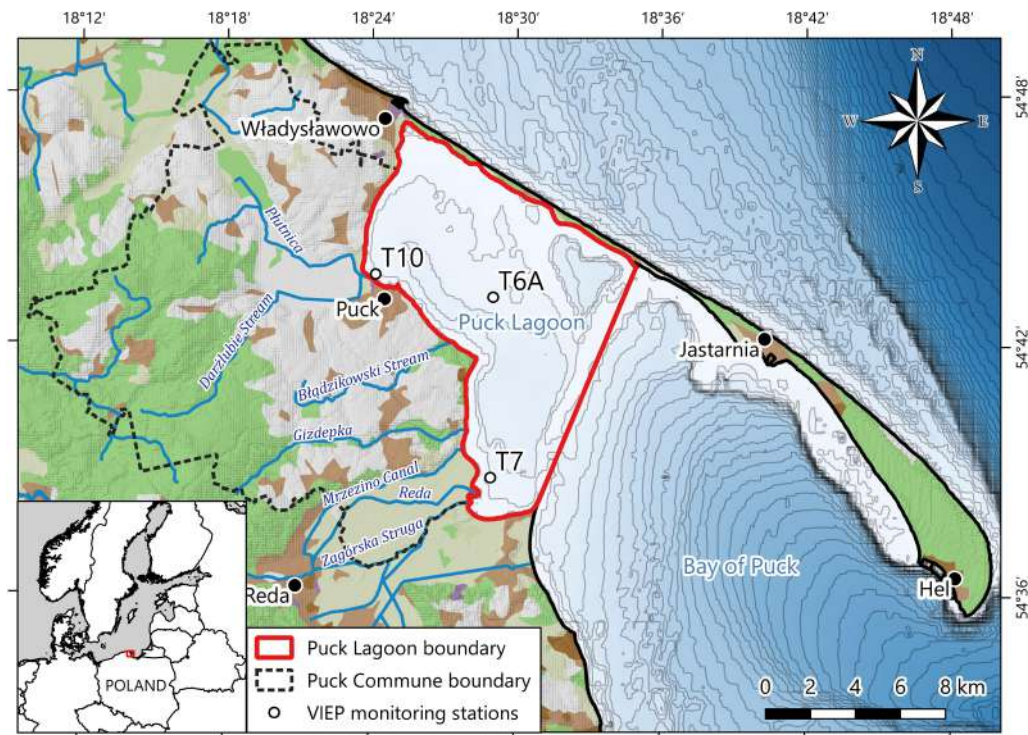 18°12'
18°18'
18°24'
18°30'
18°36'
18°42'
18°48'
54°48'
N
W
E
S
Władysławowo
Płutnica
T10
T6A
Puck
Puck Lagoon
Darżlubie Stream
54°42'
Jastarnia
Błądzikowski Stream
Gizdepka
T7
Mrzezino Canal
Reda
Zagórska Struga
Bay of Puck
Reda
Hel
54°36'
POLAND
Puck Lagoon boundary
Puck Commune boundary
VIEP monitoring stations
0 2 4 6 8 km